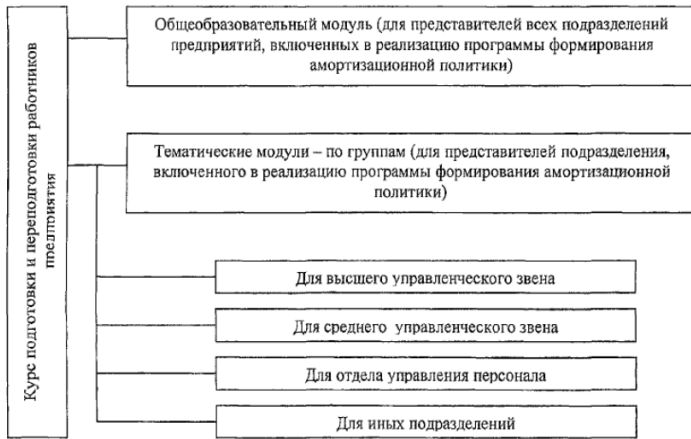 Курс подготовки и переподготовки работников
предприятия
Общеобразовательный модуль (для представителей всех подразделений
предприятий, включенных в реализацию программы формирования
амортизационной политики)
Тематические модули – по группам (для представителей подразделения,
включенного в реализацию программы формирования амортизационной
политики)
Для высшего управленческого звена
Для среднего управленческого звена
Для отдела управления персонала
Для иных подразделений